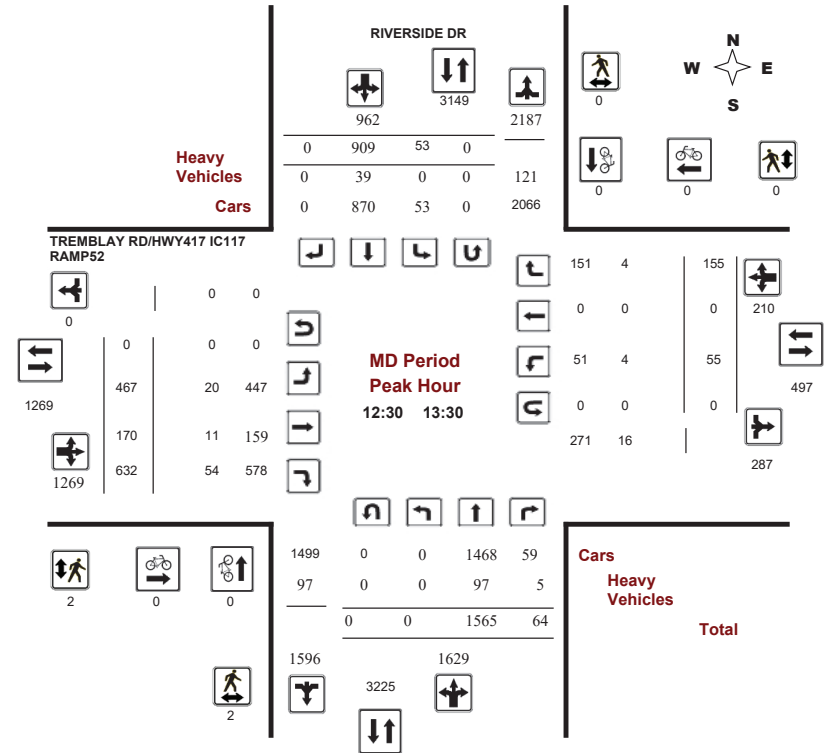 RIVERSIDE DR
N
W E
S
3149
0
962 2187
0 909 53 0
Heavy
Vehicles
0 39 0 0 121
Cars
0 870 53 0 2066
0 0 0
TREMBLAY RD/HWY417 IC117
RAMP52
0 0
0
151 4 155
210
0 0 0
0 0 0
467 20 447
1269
MD Period
Peak Hour
12:30 13:30
51 4 55
497
0 0 0
170 11 159
1269
632 54 578
271 16
287
1499 0 0 1468 59
Cars
97 0 0 97 5
Heavy
Vehicles
2 0 0
0 0 1565 64
Total
1596 1629
3225
2